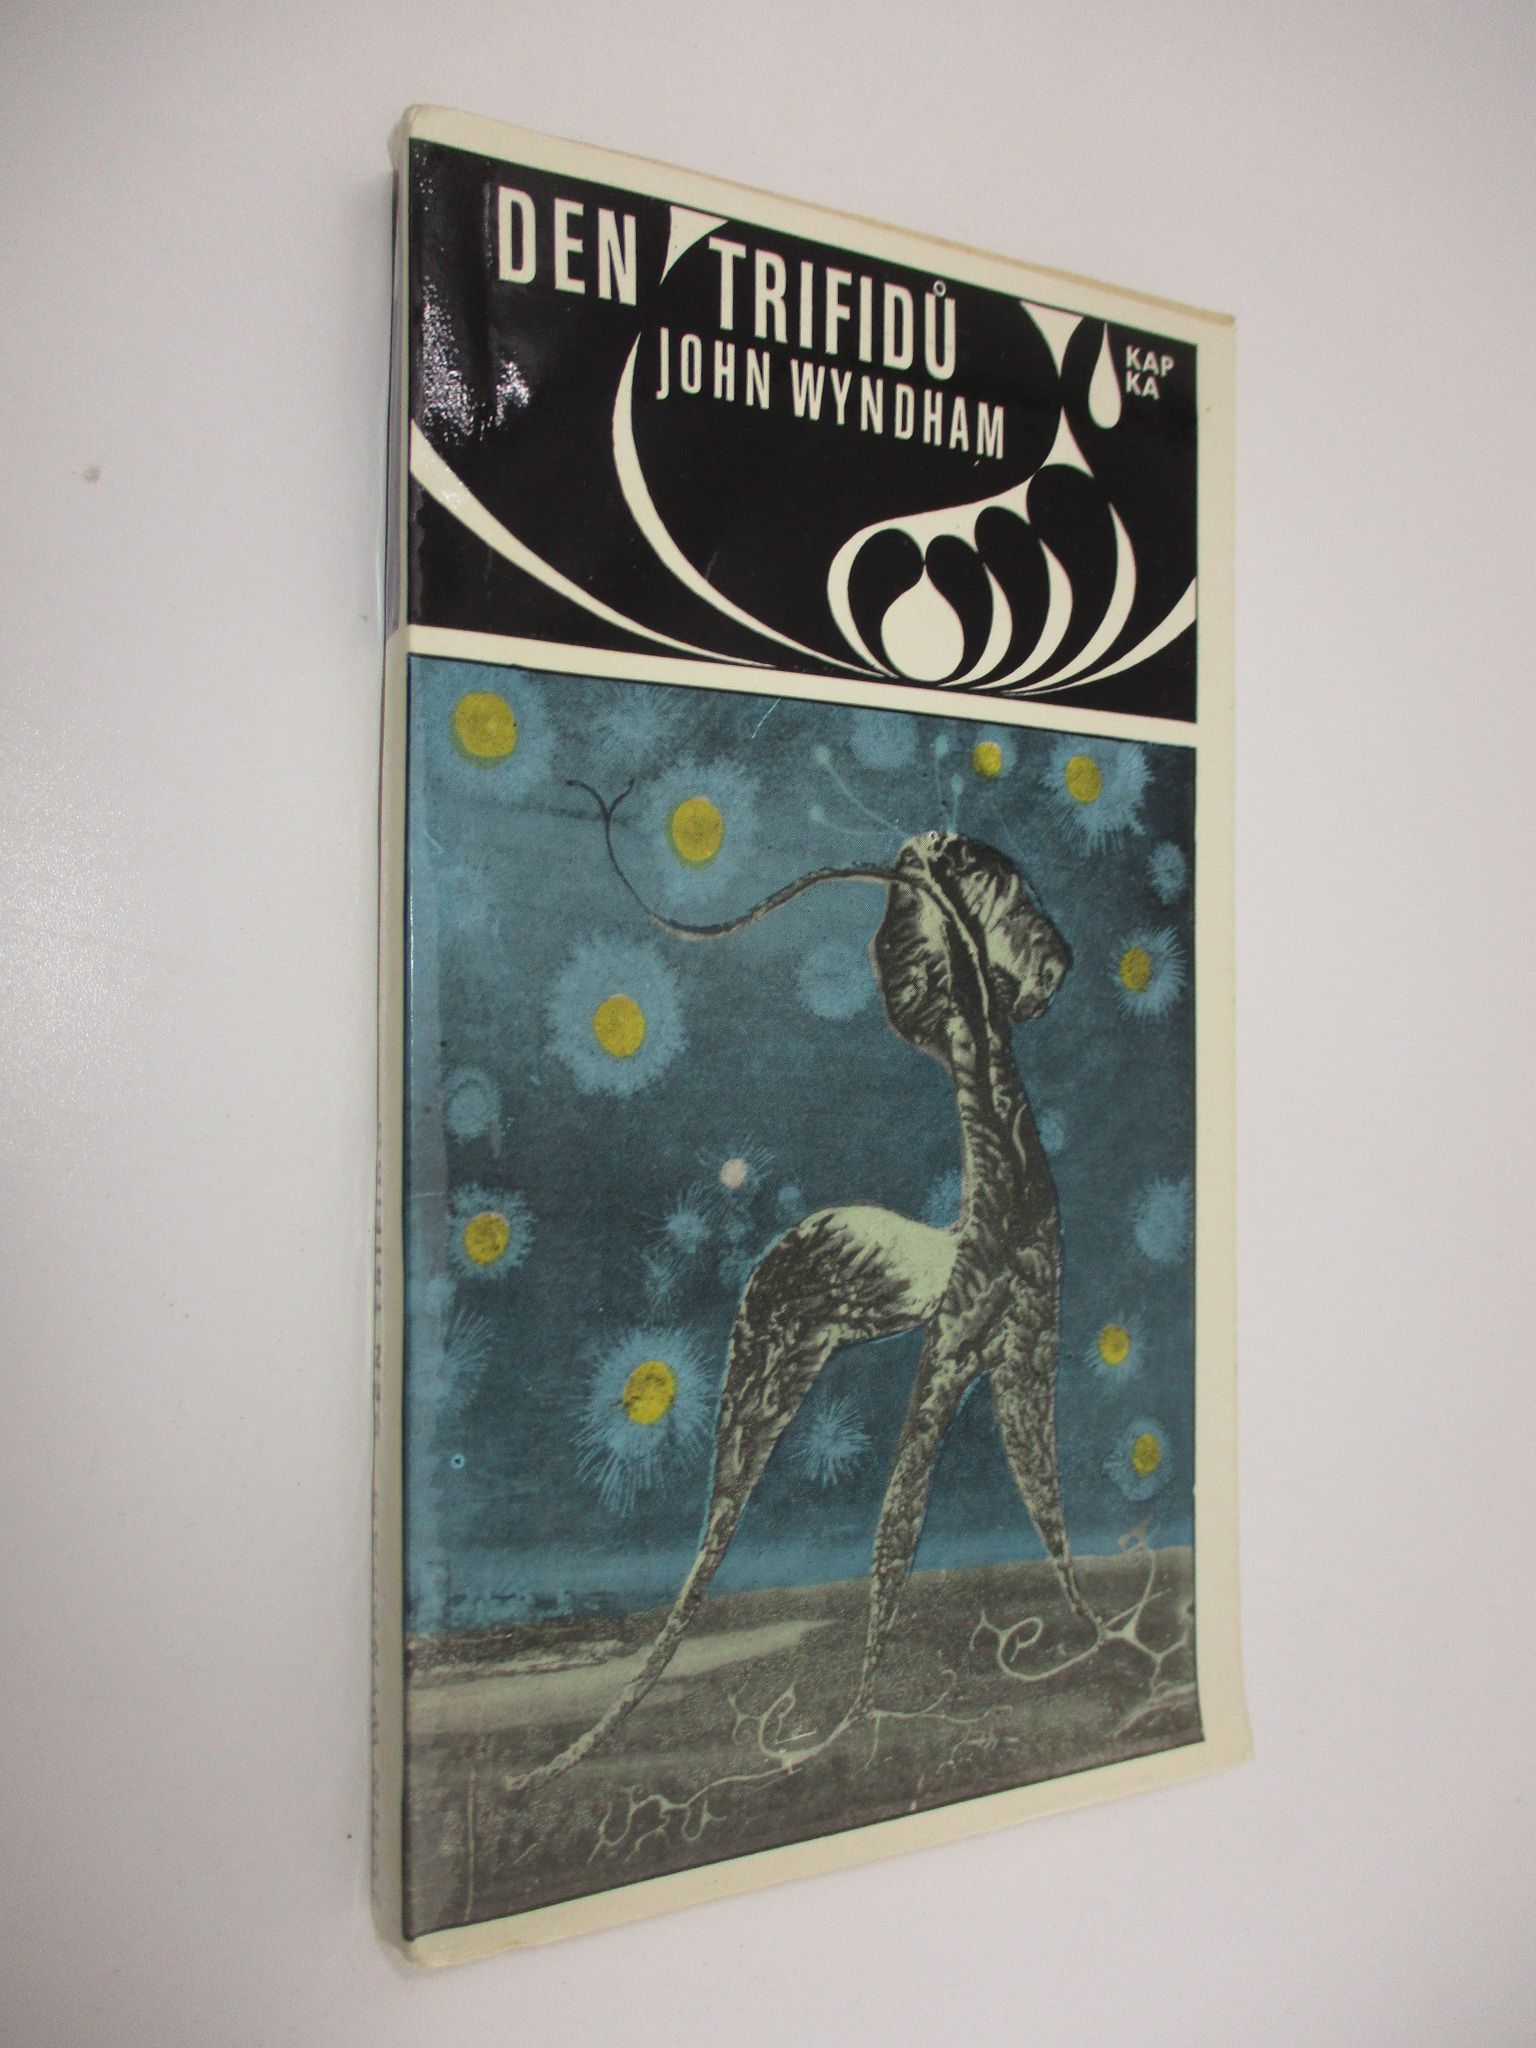 DEN TRIFIDŮ
JOHN WYNDHAM
KAP
KA